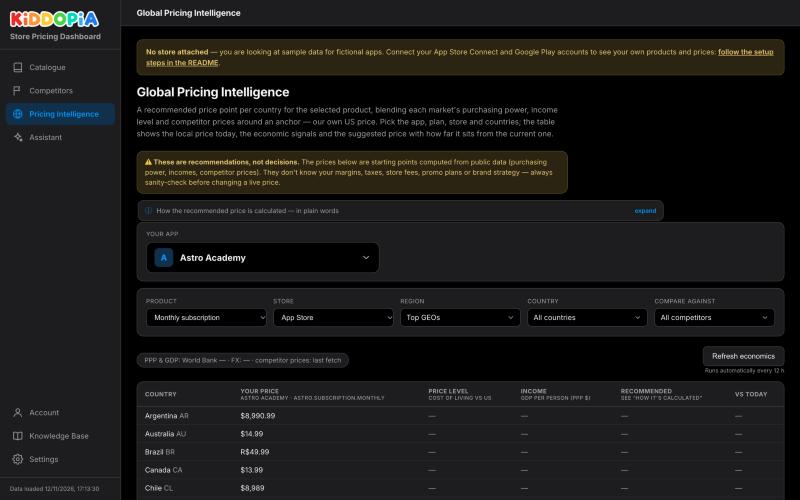 KiDDOPiA
Store Pricing Dashboard
Catalogue
Competitors
Pricing Intelligence
Assistant
Account
Knowledge Base
Settings
Data loaded 12/11/2026, 17:13:30
Global Pricing Intelligence
No store attached — you are looking at sample data for fictional apps. Connect your App Store Connect and Google Play accounts to see your own products and prices: follow the setup
steps in the README.
Global Pricing Intelligence
A recommended price point per country for the selected product, blending each market's purchasing power, income
level and competitor prices around an anchor — our own US price. Pick the app, plan, store and countries; the table
shows the local price today, the economic signals and the suggested price with how far it sits from the current one.
⚠ These are recommendations, not decisions. The prices below are starting points computed from public data (purchasing
power, incomes, competitor prices). They don't know your margins, taxes, store fees, promo plans or brand strategy — always
sanity-check before changing a live price.
How the recommended price is calculated — in plain words expand
YOUR APP
A Astro Academy
PRODUCT STORE REGION COUNTRY COMPARE AGAINST
Monthly subscription App Store Top GEOs All countries All competitors
PPP & GDP: World Bank — · FX: — · competitor prices: last fetch
Refresh economics
Runs automatically every 12 h
COUNTRY YOUR PRICE PRICE LEVEL INCOME RECOMMENDED VS TODAY
ASTRO ACADEMY · ASTRO.SUBSCRIPTION.MONTHLY COST OF LIVING VS US GDP PER PERSON (PPP $) SEE "HOW IT'S CALCULATED"
Argentina AR $8,990.99 — — — —
Australia AU $14.99 — — — —
Brazil BR R$49.99 — — — —
Canada CA $13.99 — — — —
Chile CL $8,989 — — — —